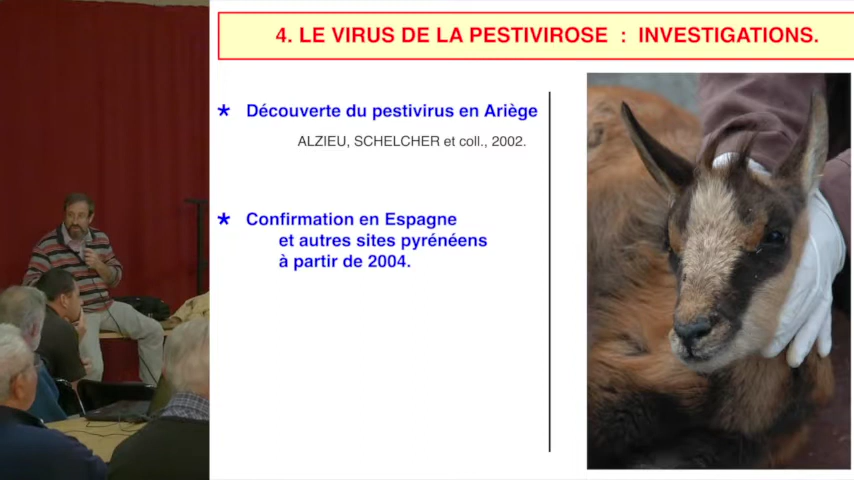 4. LE VIRUS DE LA PESTIVIROSE : INVESTIGATIONS.
* Découverte du pestivirus en Ariège
ALZIEU, SCHELCHER et coll., 2002.
* Confirmation en Espagne
et autres sites pyrénéens
à partir de 2004.